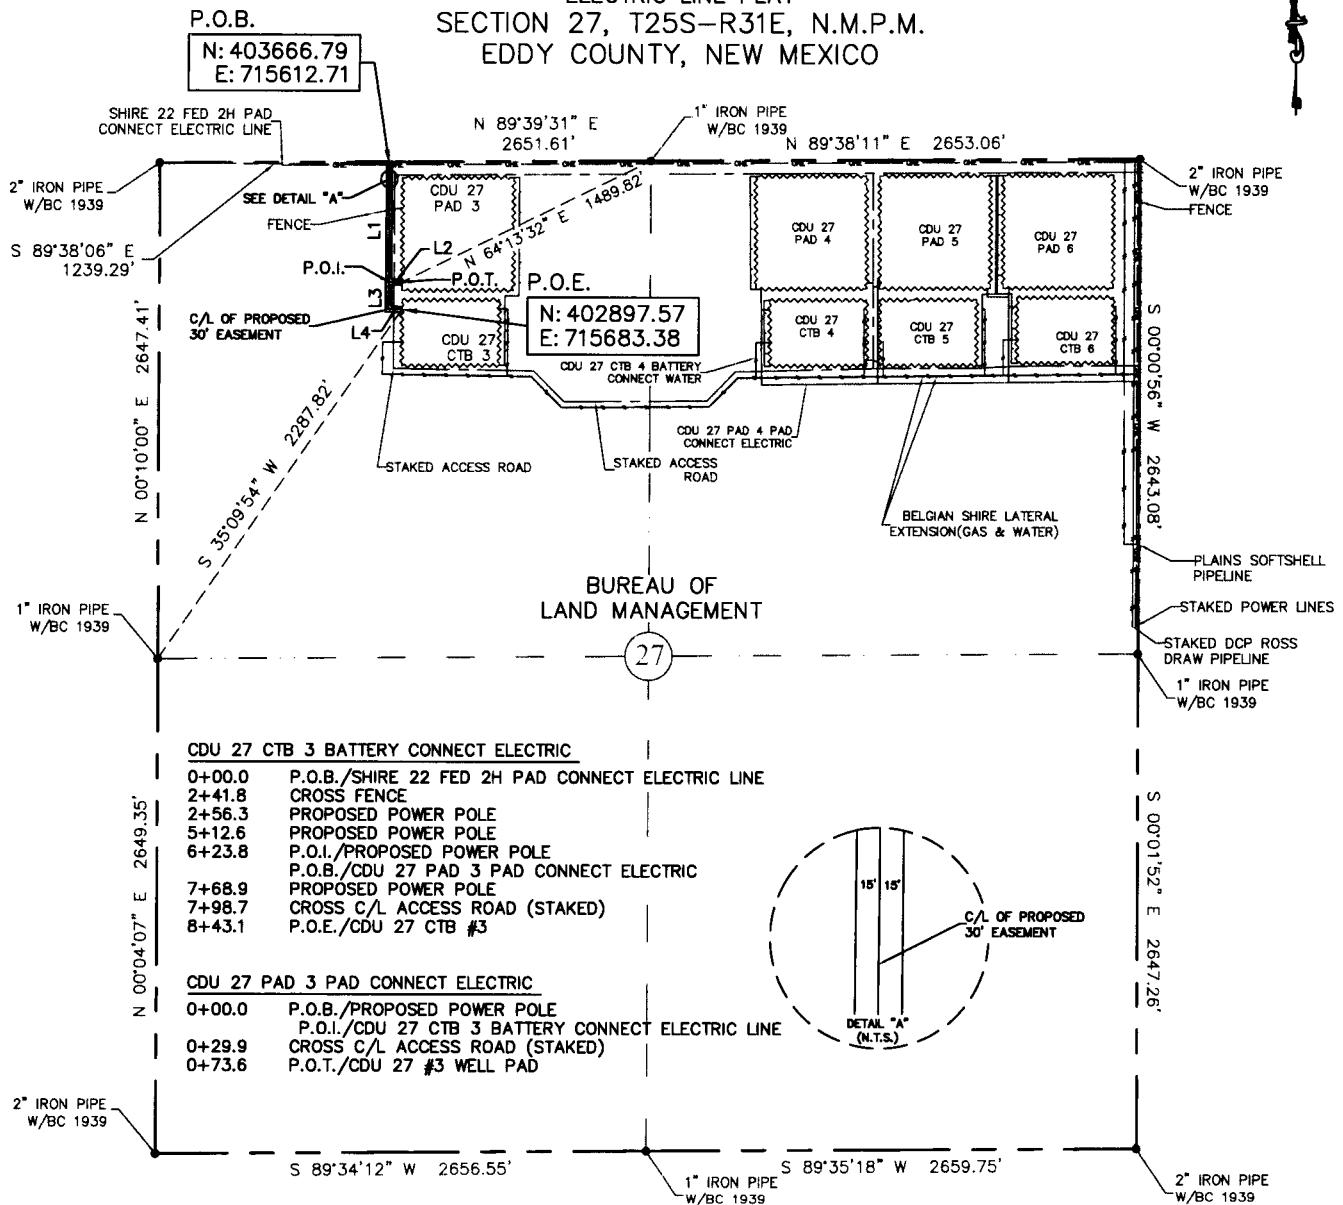 P.O.B.
SECTION 27, T25S-R31E, N.M.P.M.
EDDY COUNTY, NEW MEXICO
N: 403666.79
E: 715612.71
SHIRE 22 FED 2H PAD
CONNECT ELECTRIC LINE
N 89°39'31" E
2651.61'
1" IRON PIPE
W/BC 1939
N 89°38'11" E 2653.06'
2" IRON PIPE
W/BC 1939
SEE DETAIL "A"
FENCE
CDU 27
PAD 3
L1
L2
N 64°13'32" E 1489.82'
S 89°38'06" E
1239.29'
P.O.I.
P.O.T.
L3
C/L OF PROPOSED
30' EASEMENT
L4
CDU 27
CTB 3
P.O.E.
N: 402897.57
E: 715683.38
CDU 27
PAD 4
CDU 27
PAD 5
CDU 27
PAD 6
CDU 27
CTB 4
CDU 27
CTB 5
CDU 27
CTB 6
2" IRON PIPE
W/BC 1939
FENCE
CDU 27 CTB 4 BATTERY
CONNECT WATER
CDU 27 PAD 4 PAD
CONNECT ELECTRIC
STAKED ACCESS ROAD
STAKED ACCESS
ROAD
BELGIAN SHIRE LATERAL
EXTENSION(GAS & WATER)
N 00°10'00" E 2647.41'
S 35°09'54" W 2287.82'
S 00°00'56" W 2643.08'
PLAINS SOFTSHELL
PIPELINE
STAKED POWER LINES
STAKED DCP ROSS
DRAW PIPELINE
1" IRON PIPE
W/BC 1939
1" IRON PIPE
W/BC 1939
BUREAU OF
LAND MANAGEMENT
27
CDU 27 CTB 3 BATTERY CONNECT ELECTRIC
0+00.0 P.O.B./SHIRE 22 FED 2H PAD CONNECT ELECTRIC LINE
2+41.8 CROSS FENCE
2+56.3 PROPOSED POWER POLE
5+12.6 PROPOSED POWER POLE
6+23.8 P.O.I./PROPOSED POWER POLE
P.O.B./CDU 27 PAD 3 PAD CONNECT ELECTRIC
7+68.9 PROPOSED POWER POLE
7+98.7 CROSS C/L ACCESS ROAD (STAKED)
8+43.1 P.O.E./CDU 27 CTB #3
CDU 27 PAD 3 PAD CONNECT ELECTRIC
0+00.0 P.O.B./PROPOSED POWER POLE
P.O.I./CDU 27 CTB 3 BATTERY CONNECT ELECTRIC LINE
0+29.9 CROSS C/L ACCESS ROAD (STAKED)
0+73.6 P.O.T./CDU 27 #3 WELL PAD
N 00°04'07" E 2649.35'
S 00°01'52" E 2647.26'
15' 15'
C/L OF PROPOSED
30' EASEMENT
DETAIL "A"
(N.T.S.)
2" IRON PIPE
W/BC 1939
S 89°34'12" W 2656.55'
1" IRON PIPE
W/BC 1939
S 89°35'18" W 2659.75'
2" IRON PIPE
W/BC 1939